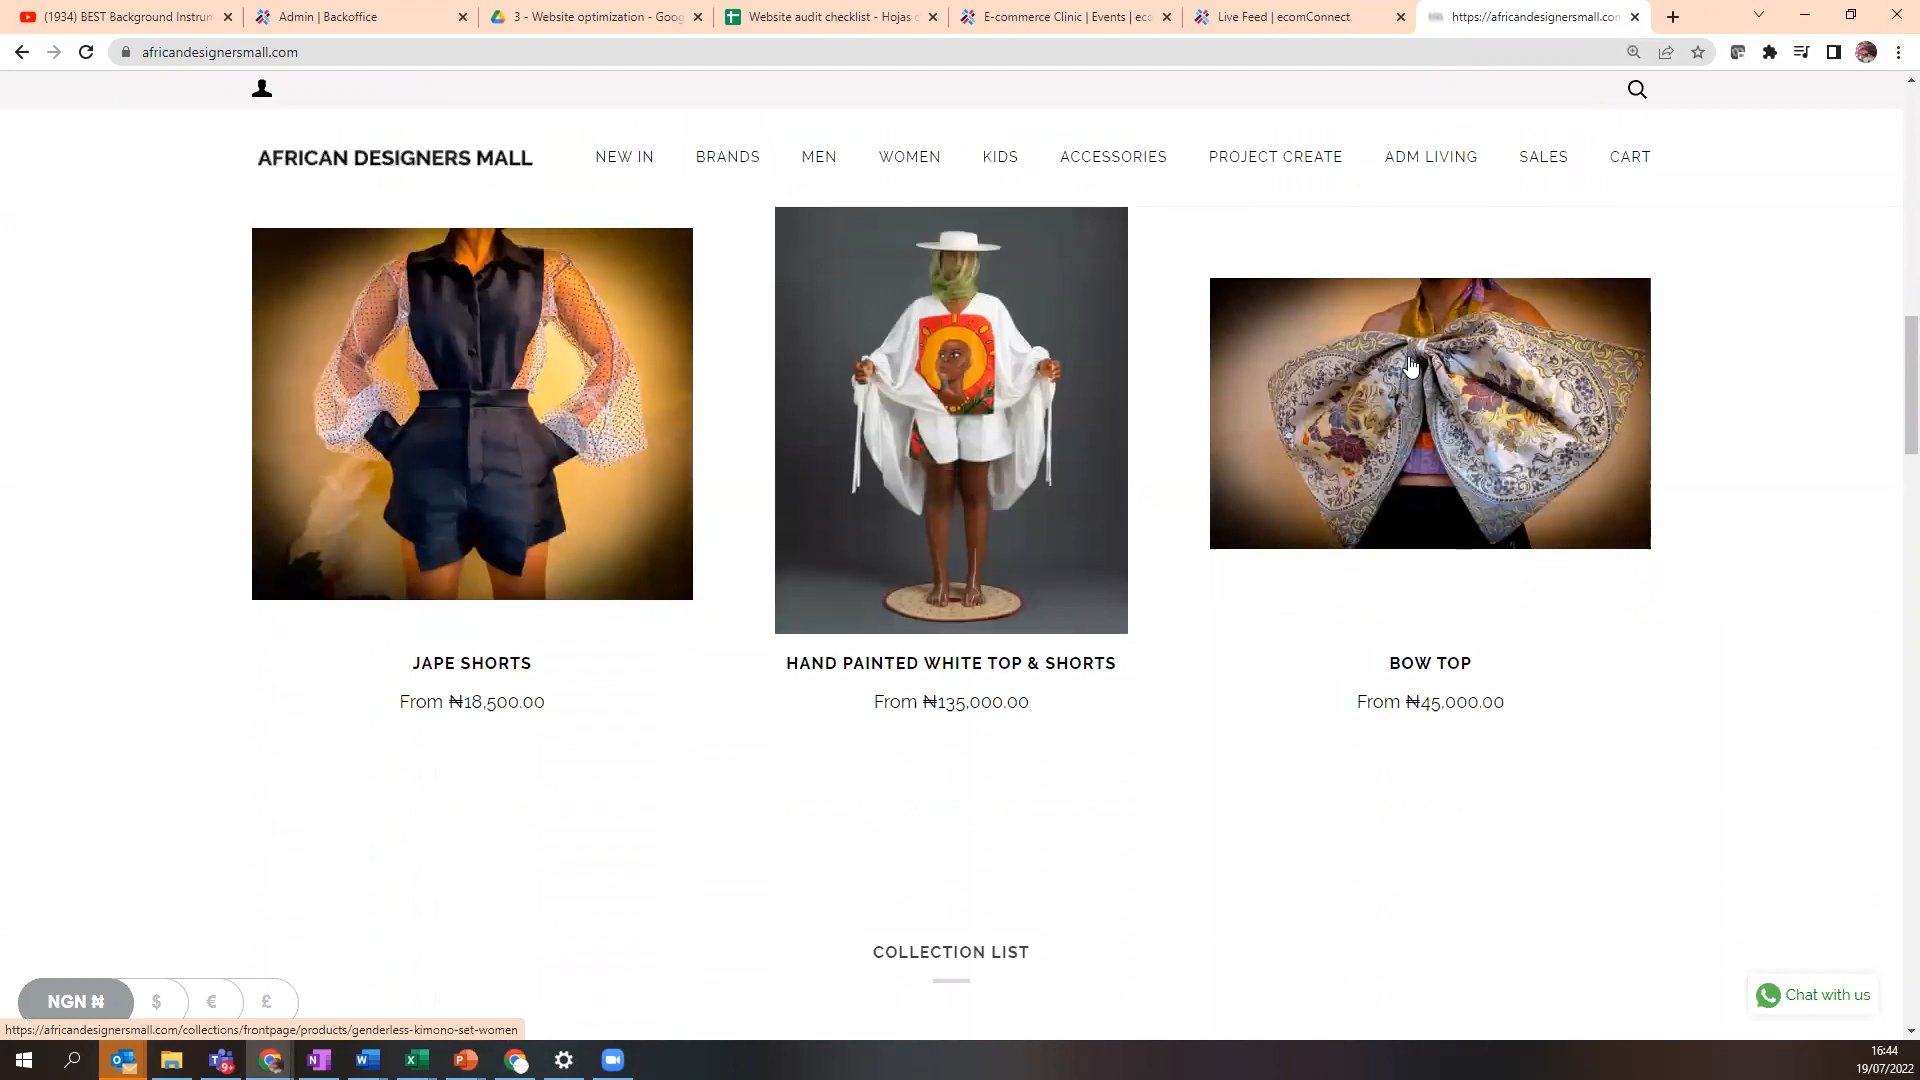 (1934) BEST Background Instrum
Admin | Backoffice
3 - Website optimization - Goog
Website audit checklist - Hojas d
E-commerce Clinic | Events | eco
Live Feed | ecomConnect
https://africandesignersmall.com
africandesignersmall.com
AFRICAN DESIGNERS MALL
NEW IN
BRANDS
MEN
WOMEN
KIDS
ACCESSORIES
PROJECT CREATE
ADM LIVING
SALES
CART
JAPE SHORTS
HAND PAINTED WHITE TOP & SHORTS
BOW TOP
From ₦18,500.00
From ₦135,000.00
From ₦45,000.00
COLLECTION LIST
NGN ₦
$
€
£
Chat with us
https://africandesignersmall.com/collections/frontpage/products/genderless-kimono-set-women
9+
16:44
19/07/2022